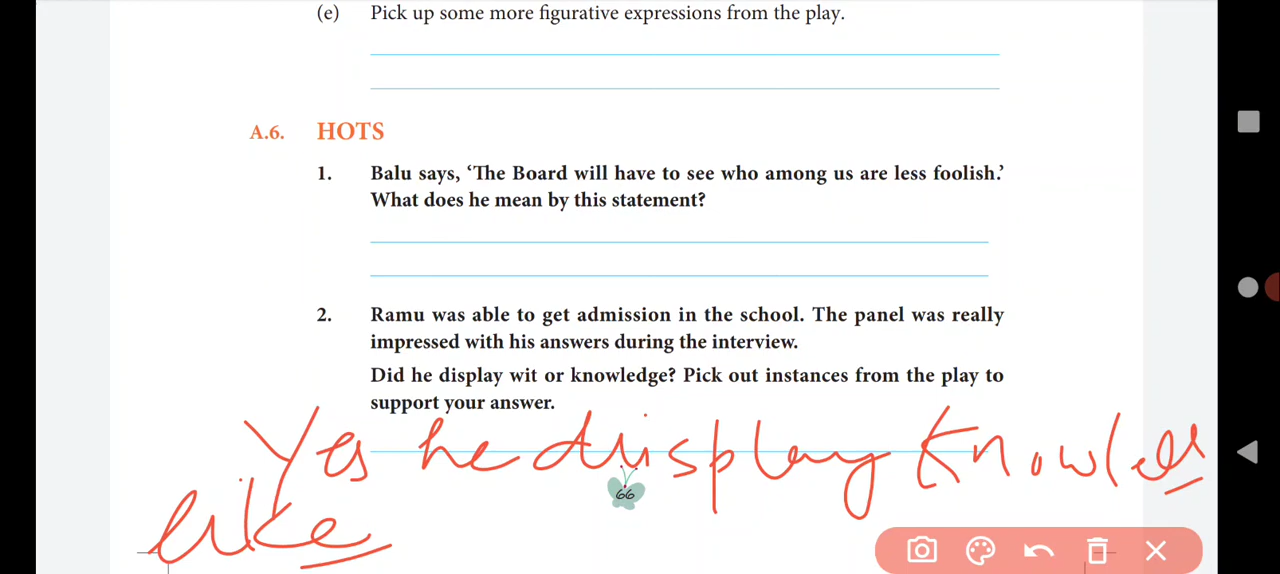 (e) Pick up some more figurative expressions from the play.
A.6. HOTS
1. Balu says, ‘The Board will have to see who among us are less foolish.’
What does he mean by this statement?
2. Ramu was able to get admission in the school. The panel was really
impressed with his answers during the interview.
Did he display wit or knowledge? Pick out instances from the play to
support your answer.
Yes he display
like
66